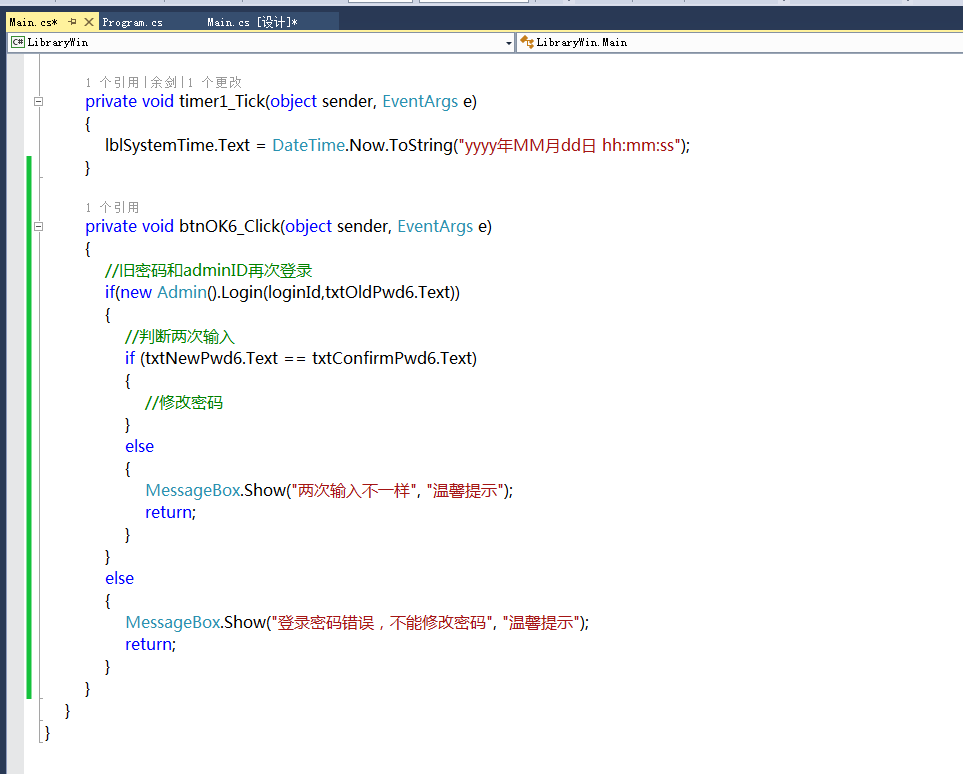 Main.cs* Program.cs Main.cs [设计]*
C# LibraryWin LibraryWin.Main
1 个引用|余剑|1 个更改
private void timer1_Tick(object sender, EventArgs e)
{
lblSystemTime.Text = DateTime.Now.ToString("yyyy年MM月dd日 hh:mm:ss");
}
1 个引用
private void btnOK6_Click(object sender, EventArgs e)
{
//旧密码和adminID再次登录
if(new Admin().Login(loginId,txtOldPwd6.Text))
{
//判断两次输入
if (txtNewPwd6.Text == txtConfirmPwd6.Text)
{
//修改密码
}
else
{
MessageBox.Show("两次输入不一样", "温馨提示");
return;
}
}
else
{
MessageBox.Show("登录密码错误，不能修改密码", "温馨提示");
return;
}
}
}
}